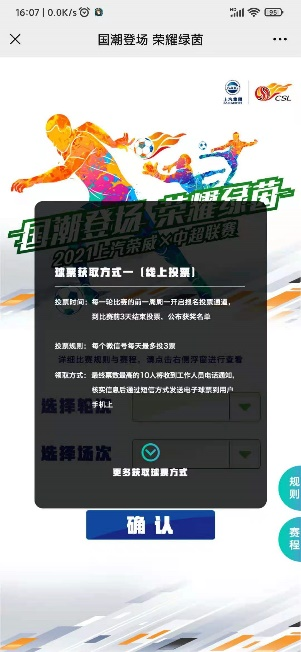 16:07 | 0.0K/s
95
国潮登场 荣耀绿茵
上汽集团
CSL
国潮登场 荣耀绿茵
2021上汽荣威×中超联赛
球票获取方式一（线上投票）
投票时间：每一轮比赛的前一周周一开启报名投票通道，
到比赛前3天结束投票、公布获奖名单
投票规则：每个微信号每天最多投3票
详细比赛规则与赛程，请点击右侧浮窗进行查看
领取方式：最终票数最高的10人将收到工作人员电话通知，
核实信息后通过短信方式发送电子球票到用户
手机上
选择轮次
选择场次
更多获取球票方式
规则
赛程
确认